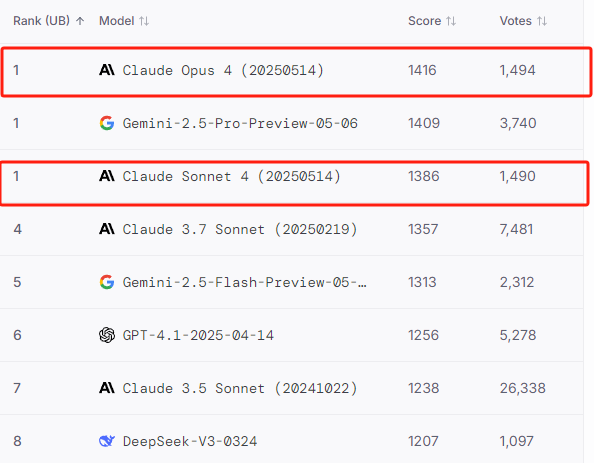 Rank (UB) ↑ Model ↑↓ Score ↑↓ Votes ↑↓
1 Claude Opus 4 (20250514) 1416 1,494
1 Gemini-2.5-Pro-Preview-05-06 1409 3,740
1 Claude Sonnet 4 (20250514) 1386 1,490
4 Claude 3.7 Sonnet (20250219) 1357 7,481
5 Gemini-2.5-Flash-Preview-05-… 1313 2,312
6 GPT-4.1-2025-04-14 1256 5,278
7 Claude 3.5 Sonnet (20241022) 1238 26,338
8 DeepSeek-V3-0324 1207 1,097